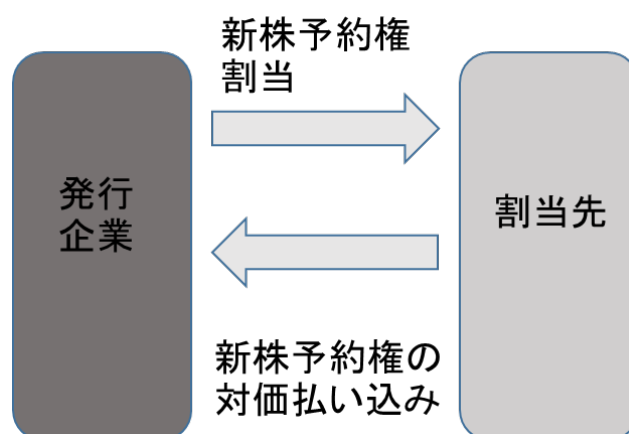 新株予約権
割当
発行
企業
割当先
新株予約権の
対価払い込み